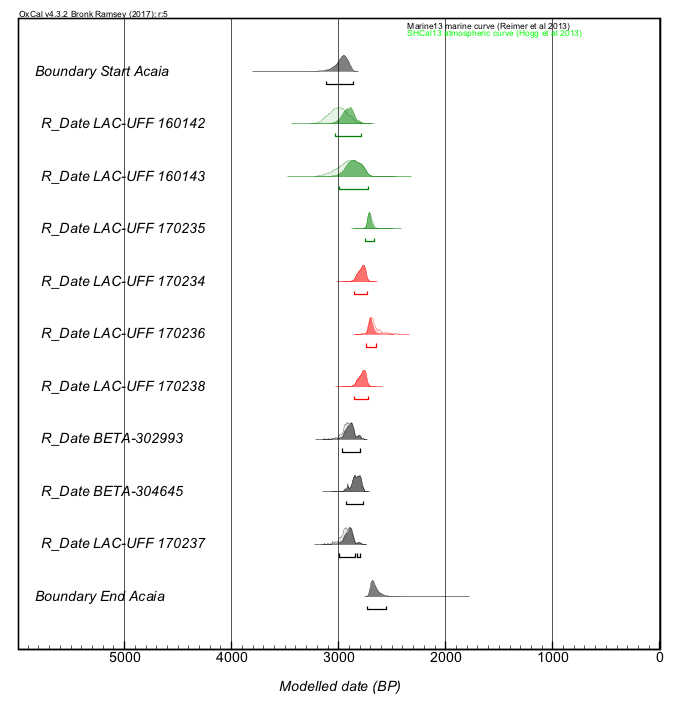 OxCal v4.3.2 Bronk Ramsey (2017); r:5
Marine13 marine curve (Reimer et al 2013)
SHCal13 atmospheric curve (Hogg et al 2013)
Boundary Start Acaia
R_Date LAC-UFF 160142
R_Date LAC-UFF 160143
R_Date LAC-UFF 170235
R_Date LAC-UFF 170234
R_Date LAC-UFF 170236
R_Date LAC-UFF 170238
R_Date BETA-302993
R_Date BETA-304645
R_Date LAC-UFF 170237
Boundary End Acaia
5000 4000 3000 2000 1000 0
Modelled date (BP)